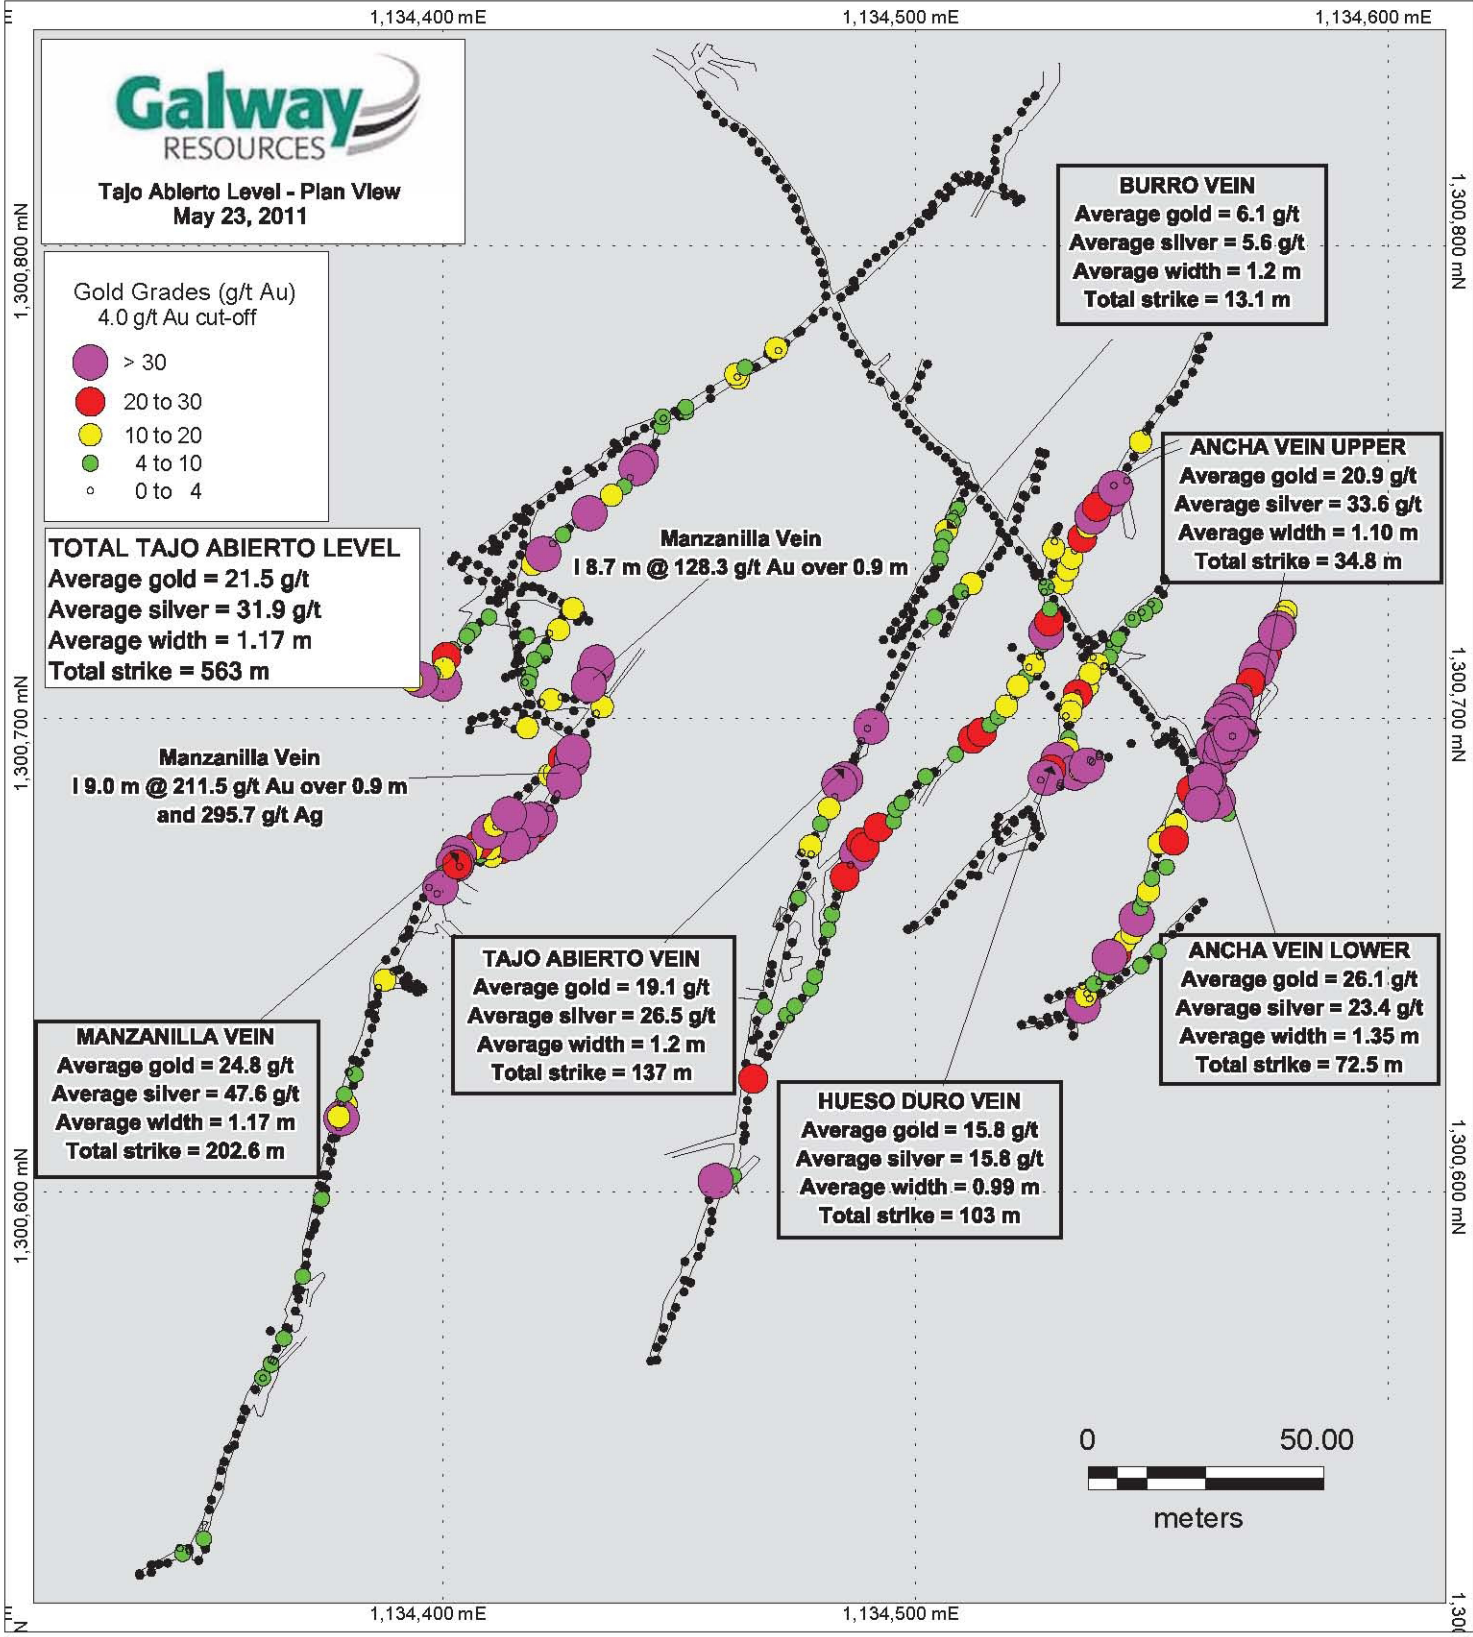 1,134,400 mE
1,134,500 mE
1,134,600 mE
Galway
RESOURCES
Tajo Abierto Level - Plan View
May 23, 2011
1,300,800 mN
1,300,800 mN
Gold Grades (g/t Au)
4.0 g/t Au cut-off
> 30
20 to 30
10 to 20
4 to 10
0 to 4
BURRO VEIN
Average gold = 6.1 g/t
Average silver = 5.6 g/t
Average width = 1.2 m
Total strike = 13.1 m
ANCHA VEIN UPPER
Average gold = 20.9 g/t
Average silver = 33.6 g/t
Average width = 1.10 m
Total strike = 34.8 m
TOTAL TAJO ABIERTO LEVEL
Average gold = 21.5 g/t
Average silver = 31.9 g/t
Average width = 1.17 m
Total strike = 563 m
Manzanilla Vein
I 8.7 m @ 128.3 g/t Au over 0.9 m
1,300,700 mN
1,300,700 mN
Manzanilla Vein
I 9.0 m @ 211.5 g/t Au over 0.9 m
and 295.7 g/t Ag
TAJO ABIERTO VEIN
Average gold = 19.1 g/t
Average silver = 26.5 g/t
Average width = 1.2 m
Total strike = 137 m
ANCHA VEIN LOWER
Average gold = 26.1 g/t
Average silver = 23.4 g/t
Average width = 1.35 m
Total strike = 72.5 m
MANZANILLA VEIN
Average gold = 24.8 g/t
Average silver = 47.6 g/t
Average width = 1.17 m
Total strike = 202.6 m
HUESO DURO VEIN
Average gold = 15.8 g/t
Average silver = 15.8 g/t
Average width = 0.99 m
Total strike = 103 m
1,300,600 mN
1,300,600 mN
0 50.00
meters
1,134,400 mE
1,134,500 mE
N
1,300